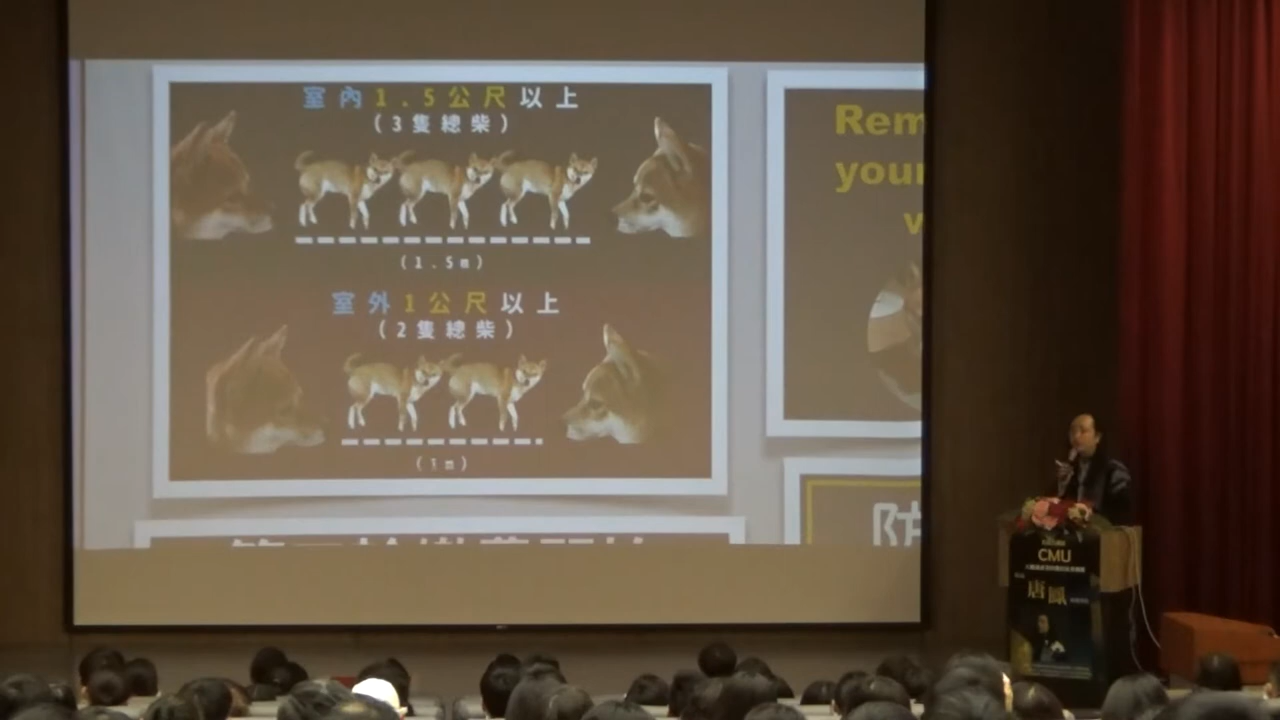 室內1.5公尺以上
(3隻總柴)
(1.5m)
室外1公尺以上
(2隻總柴)
(1m)
Rem
your
v
防
CMU
唐鳳